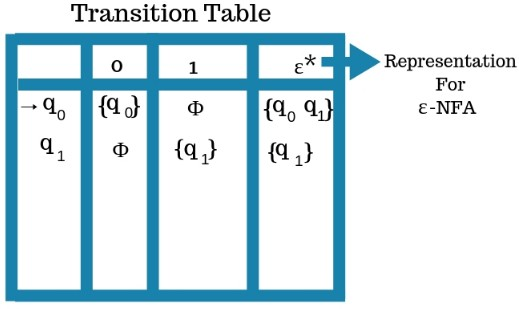 Transition Table
0 1 ε* Representation
For
→ q₀ {q₀} Φ {q₀ q₁} ε-NFA
q₁ Φ {q₁} {q₁}